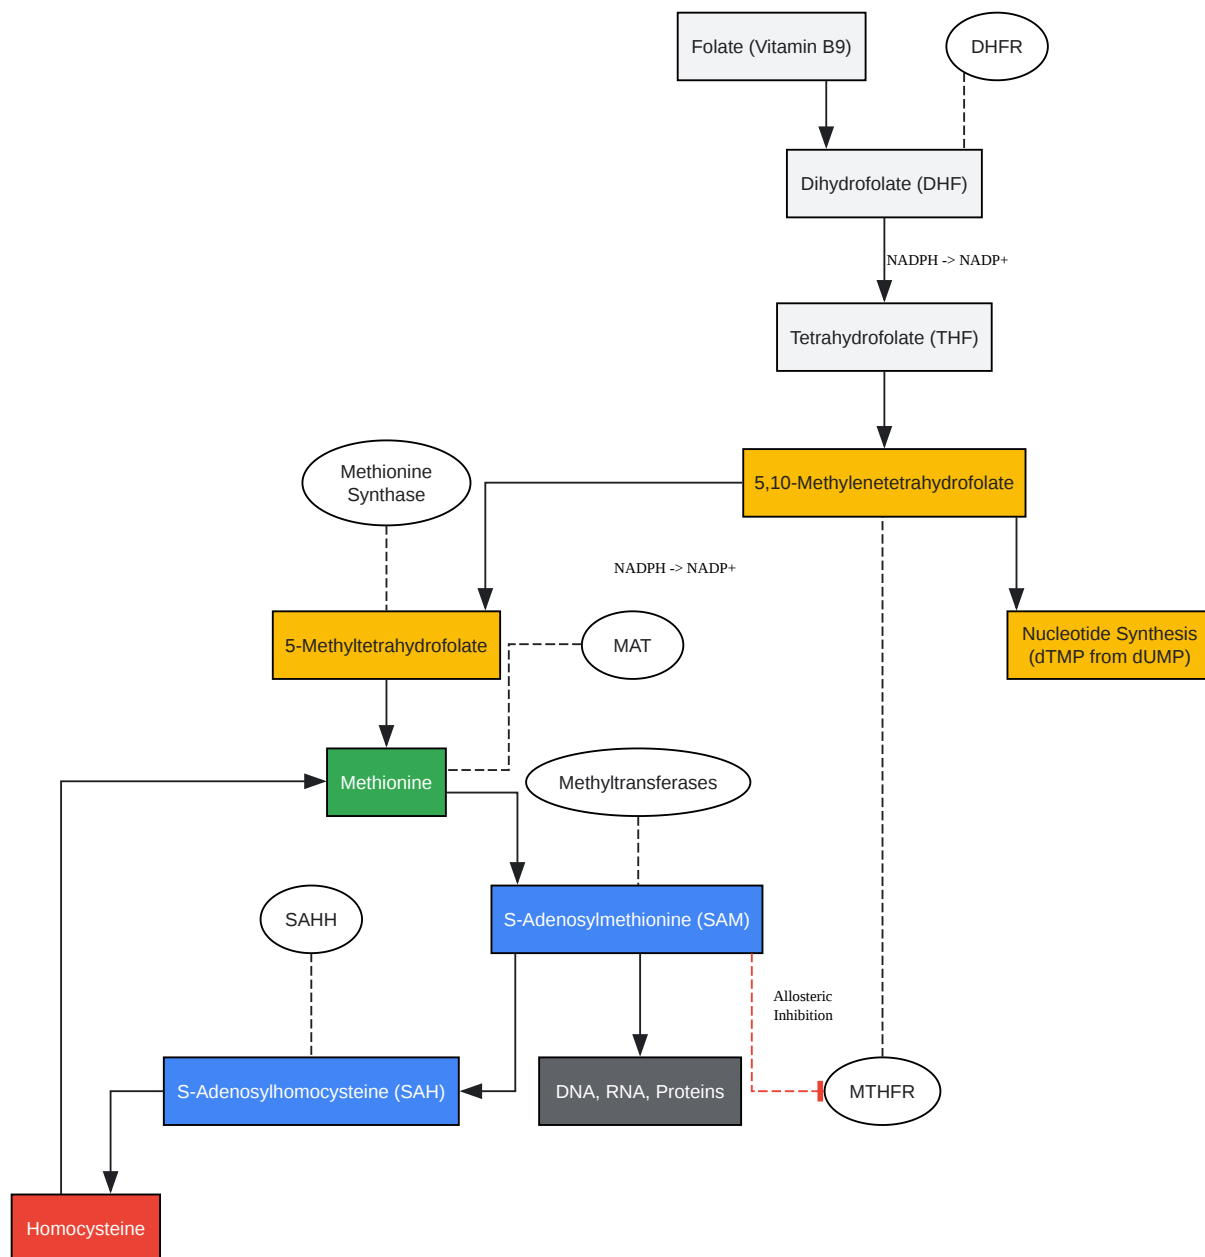 Folate (Vitamin B9)
DHFR
Dihydrofolate (DHF)
NADPH -> NADP+
Tetrahydrofolate (THF)
Methionine
Synthase
5,10-Methylenetetrahydrofolate
NADPH -> NADP+
5-Methyltetrahydrofolate
MAT
Nucleotide Synthesis
(dTMP from dUMP)
Methionine
Methyltransferases
SAHH
S-Adenosylmethionine (SAM)
Allosteric
Inhibition
S-Adenosylhomocysteine (SAH)
DNA, RNA, Proteins
MTHFR
Homocysteine